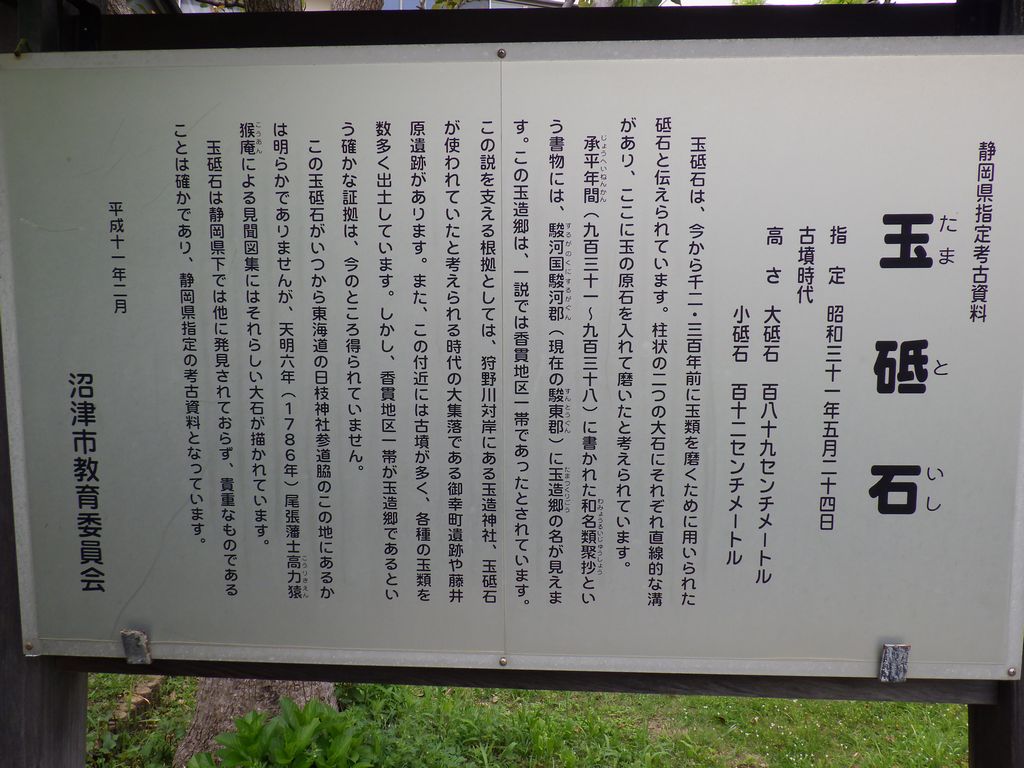 静岡県指定考古資料
玉砥石
たま と いし
指 定 昭和三十一年五月二十四日
古墳時代
高 さ 大砥石 百八十九センチメートル
小砥石 百十二センチメートル
玉砥石は、今から千二・三百年前に玉類を磨くために用いられた
砥石と伝えられています。柱状の二つの大石にそれぞれ直線的な溝
があり、ここに玉の原石を入れて磨いたと考えられています。
承平年間（九百三十一～九百三十八）に書かれた和名類聚抄とい
う書物には、駿河国駿河郡（現在の駿東郡）に玉造郷の名が見えま
す。この玉造郷は、一説では香貫地区一帯であったとされています。
この説を支える根拠としては、狩野川対岸にある玉造神社、玉砥石
が使われていたと考えられる時代の大集落である御幸町遺跡や藤井
原遺跡があります。また、この付近には古墳が多く、各種の玉類を
数多く出土しています。しかし、香貫地区一帯が玉造郷であるとい
う確かな証拠は、今のところ得られていません。
この玉砥石がいつから東海道の日枝神社参道脇のこの地にあるか
は明らかでありませんが、天明六年（1786年）尾張藩士高力猿
猴庵による見聞図集にはそれらしい大石が描かれています。
玉砥石は静岡県下では他に発見されておらず、貴重なものである
ことは確かであり、静岡県指定の考古資料となっています。
平成十一年二月
沼津市教育委員会